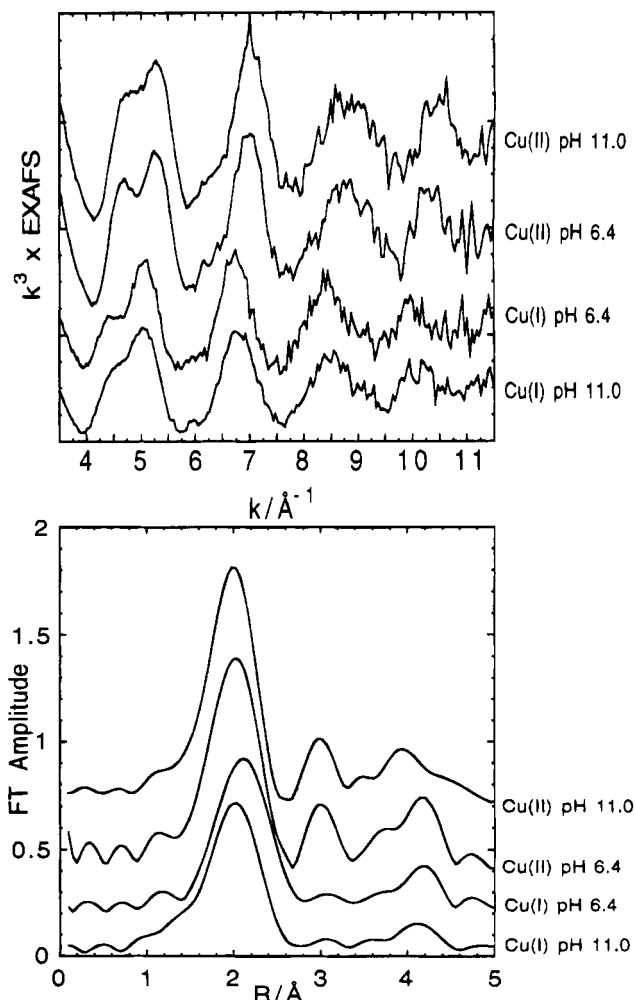 k³ x EXAFS
Cu(II) pH 11.0
Cu(II) pH 6.4
Cu(I) pH 6.4
Cu(I) pH 11.0
4 5 6 7 8 9 10 11
k/Å⁻¹
FT Amplitude
2
1.5
1
0.5
0
Cu(II) pH 11.0
Cu(II) pH 6.4
Cu(I) pH 6.4
Cu(I) pH 11.0
0 1 2 3 4 5
R/Å